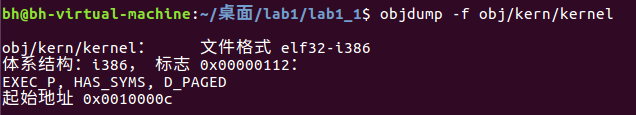 bh@bh-virtual-machine:~/桌面/lab1/lab1_1$ objdump -f obj/kern/kernel
obj/kern/kernel：     文件格式 elf32-i386
体系结构：i386， 标志 0x00000112：
EXEC_P, HAS_SYMS, D_PAGED
起始地址 0x0010000c